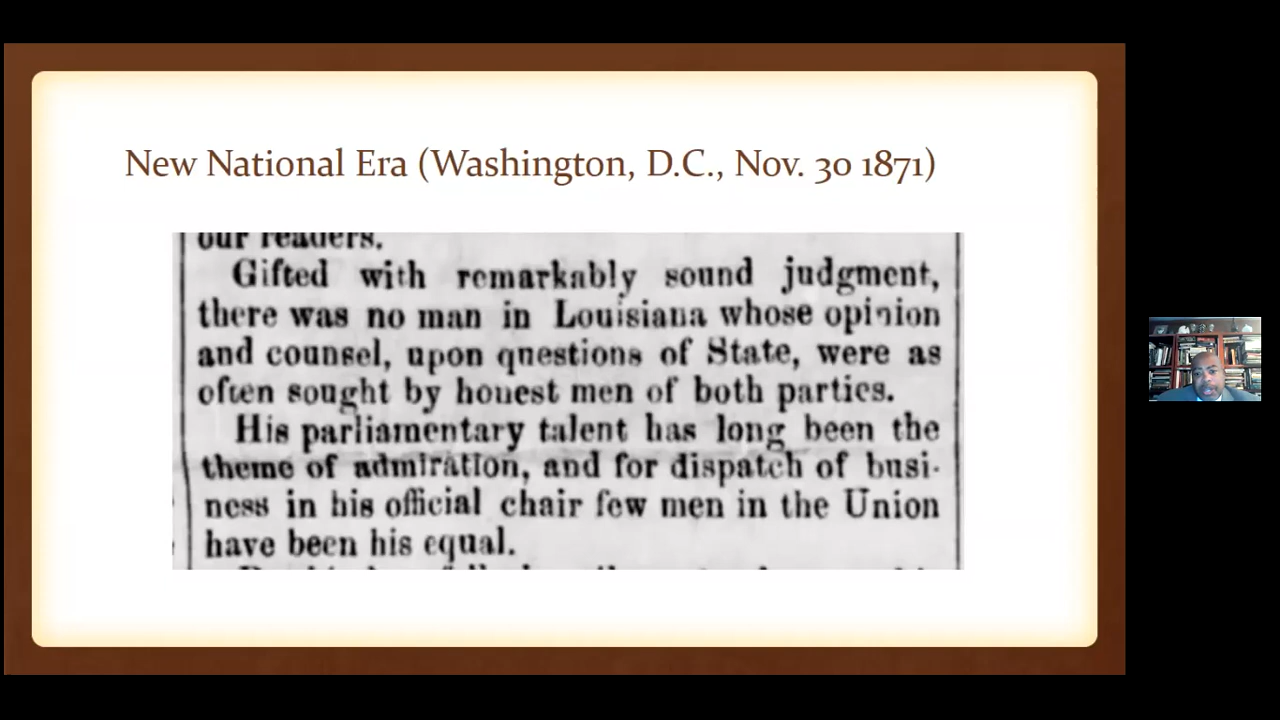 New National Era (Washington, D.C., Nov. 30 1871)
our readers.
Gifted with remarkably sound judgment,
there was no man in Louisiana whose opinion
and counsel, upon questions of State, were as
often sought by honest men of both parties.
His parliamentary talent has long been the
theme of admiration, and for dispatch of busi-
ness in his official chair few men in the Union
have been his equal.